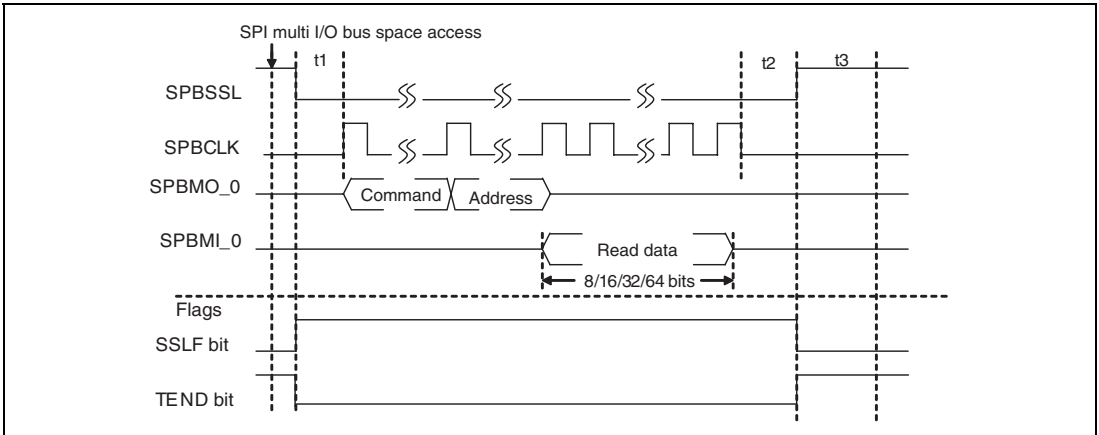 SPI multi I/O bus space access
t1 t2 t3
SPBSSL
SPBCLK
SPBMO_0
Command Address
SPBMI_0
Read data
8/16/32/64 bits
Flags
SSLF bit
TEND bit